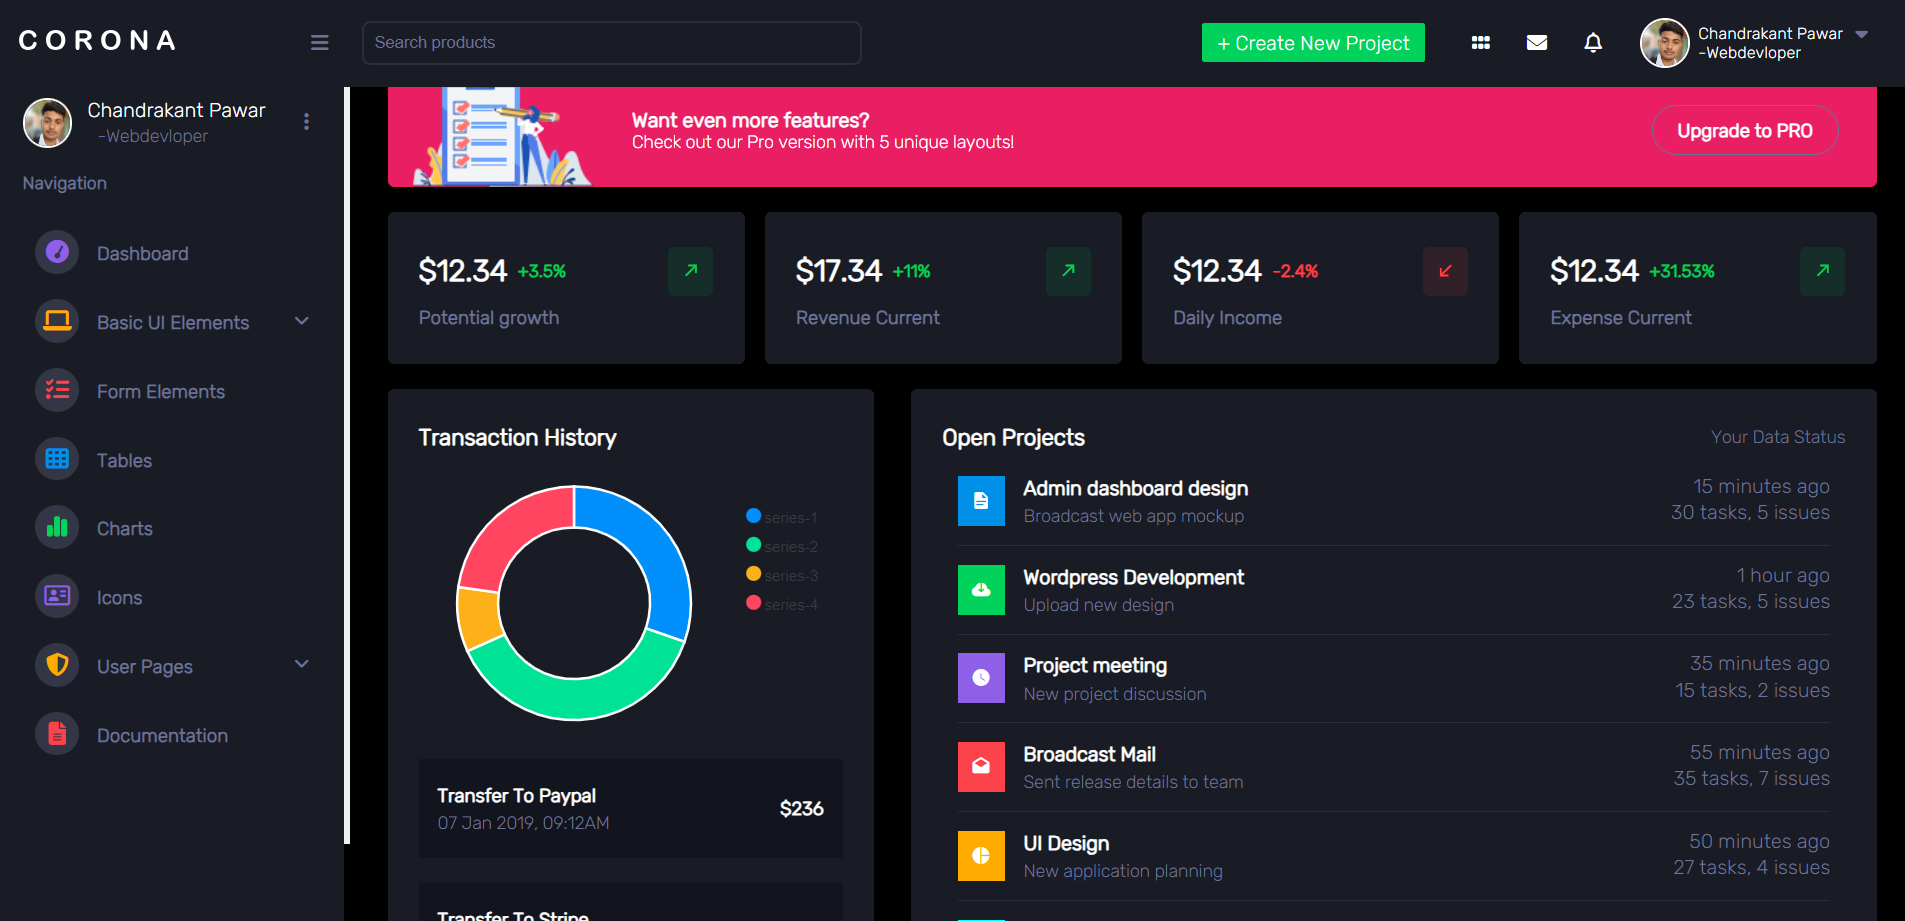 CORONA
Search products
+ Create New Project
Chandrakant Pawar
-Webdevloper
Chandrakant Pawar
-Webdevloper
Navigation
Dashboard
Basic UI Elements
Form Elements
Tables
Charts
Icons
User Pages
Documentation
Want even more features?
Check out our Pro version with 5 unique layouts!
Upgrade to PRO
$12.34 +3.5%
Potential growth
$17.34 +11%
Revenue Current
$12.34 -2.4%
Daily Income
$12.34 +31.53%
Expense Current
Transaction History
series-1
series-2
series-3
series-4
Transfer To Paypal
07 Jan 2019, 09:12AM
$236
Transfer To Stripe
Open Projects
Your Data Status
Admin dashboard design
Broadcast web app mockup
15 minutes ago
30 tasks, 5 issues
Wordpress Development
Upload new design
1 hour ago
23 tasks, 5 issues
Project meeting
New project discussion
35 minutes ago
15 tasks, 2 issues
Broadcast Mail
Sent release details to team
55 minutes ago
35 tasks, 7 issues
UI Design
New application planning
50 minutes ago
27 tasks, 4 issues